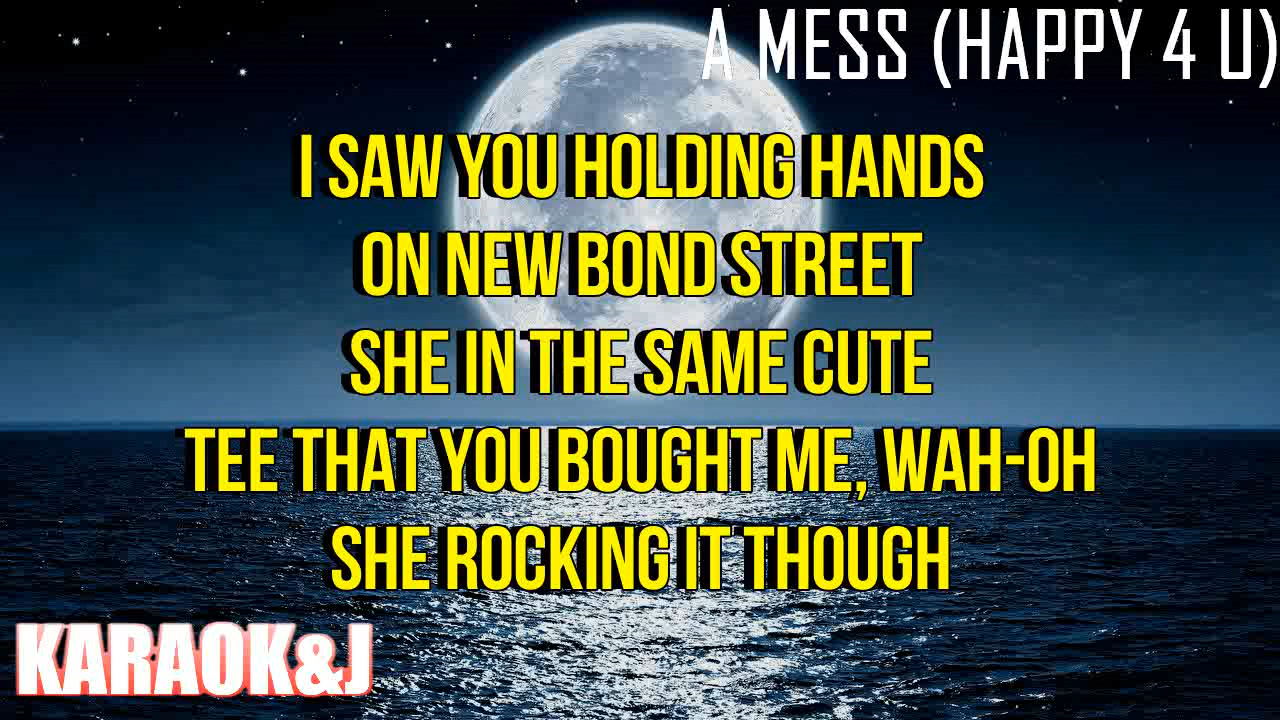 A MESS (HAPPY 4 U)
I SAW YOU HOLDING HANDS
ON NEW BOND STREET
SHE IN THE SAME CUTE
TEE THAT YOU BOUGHT ME, WAH-OH
SHE ROCKING IT THOUGH
KARAOK&J